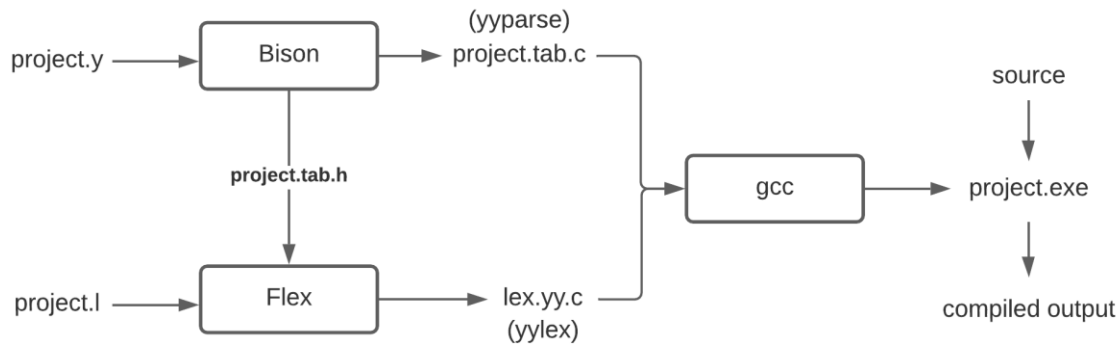 (yyparse)
project.y
Bison
project.tab.c
source
project.tab.h
gcc
project.exe
project.l
Flex
lex.yy.c
(yylex)
compiled output